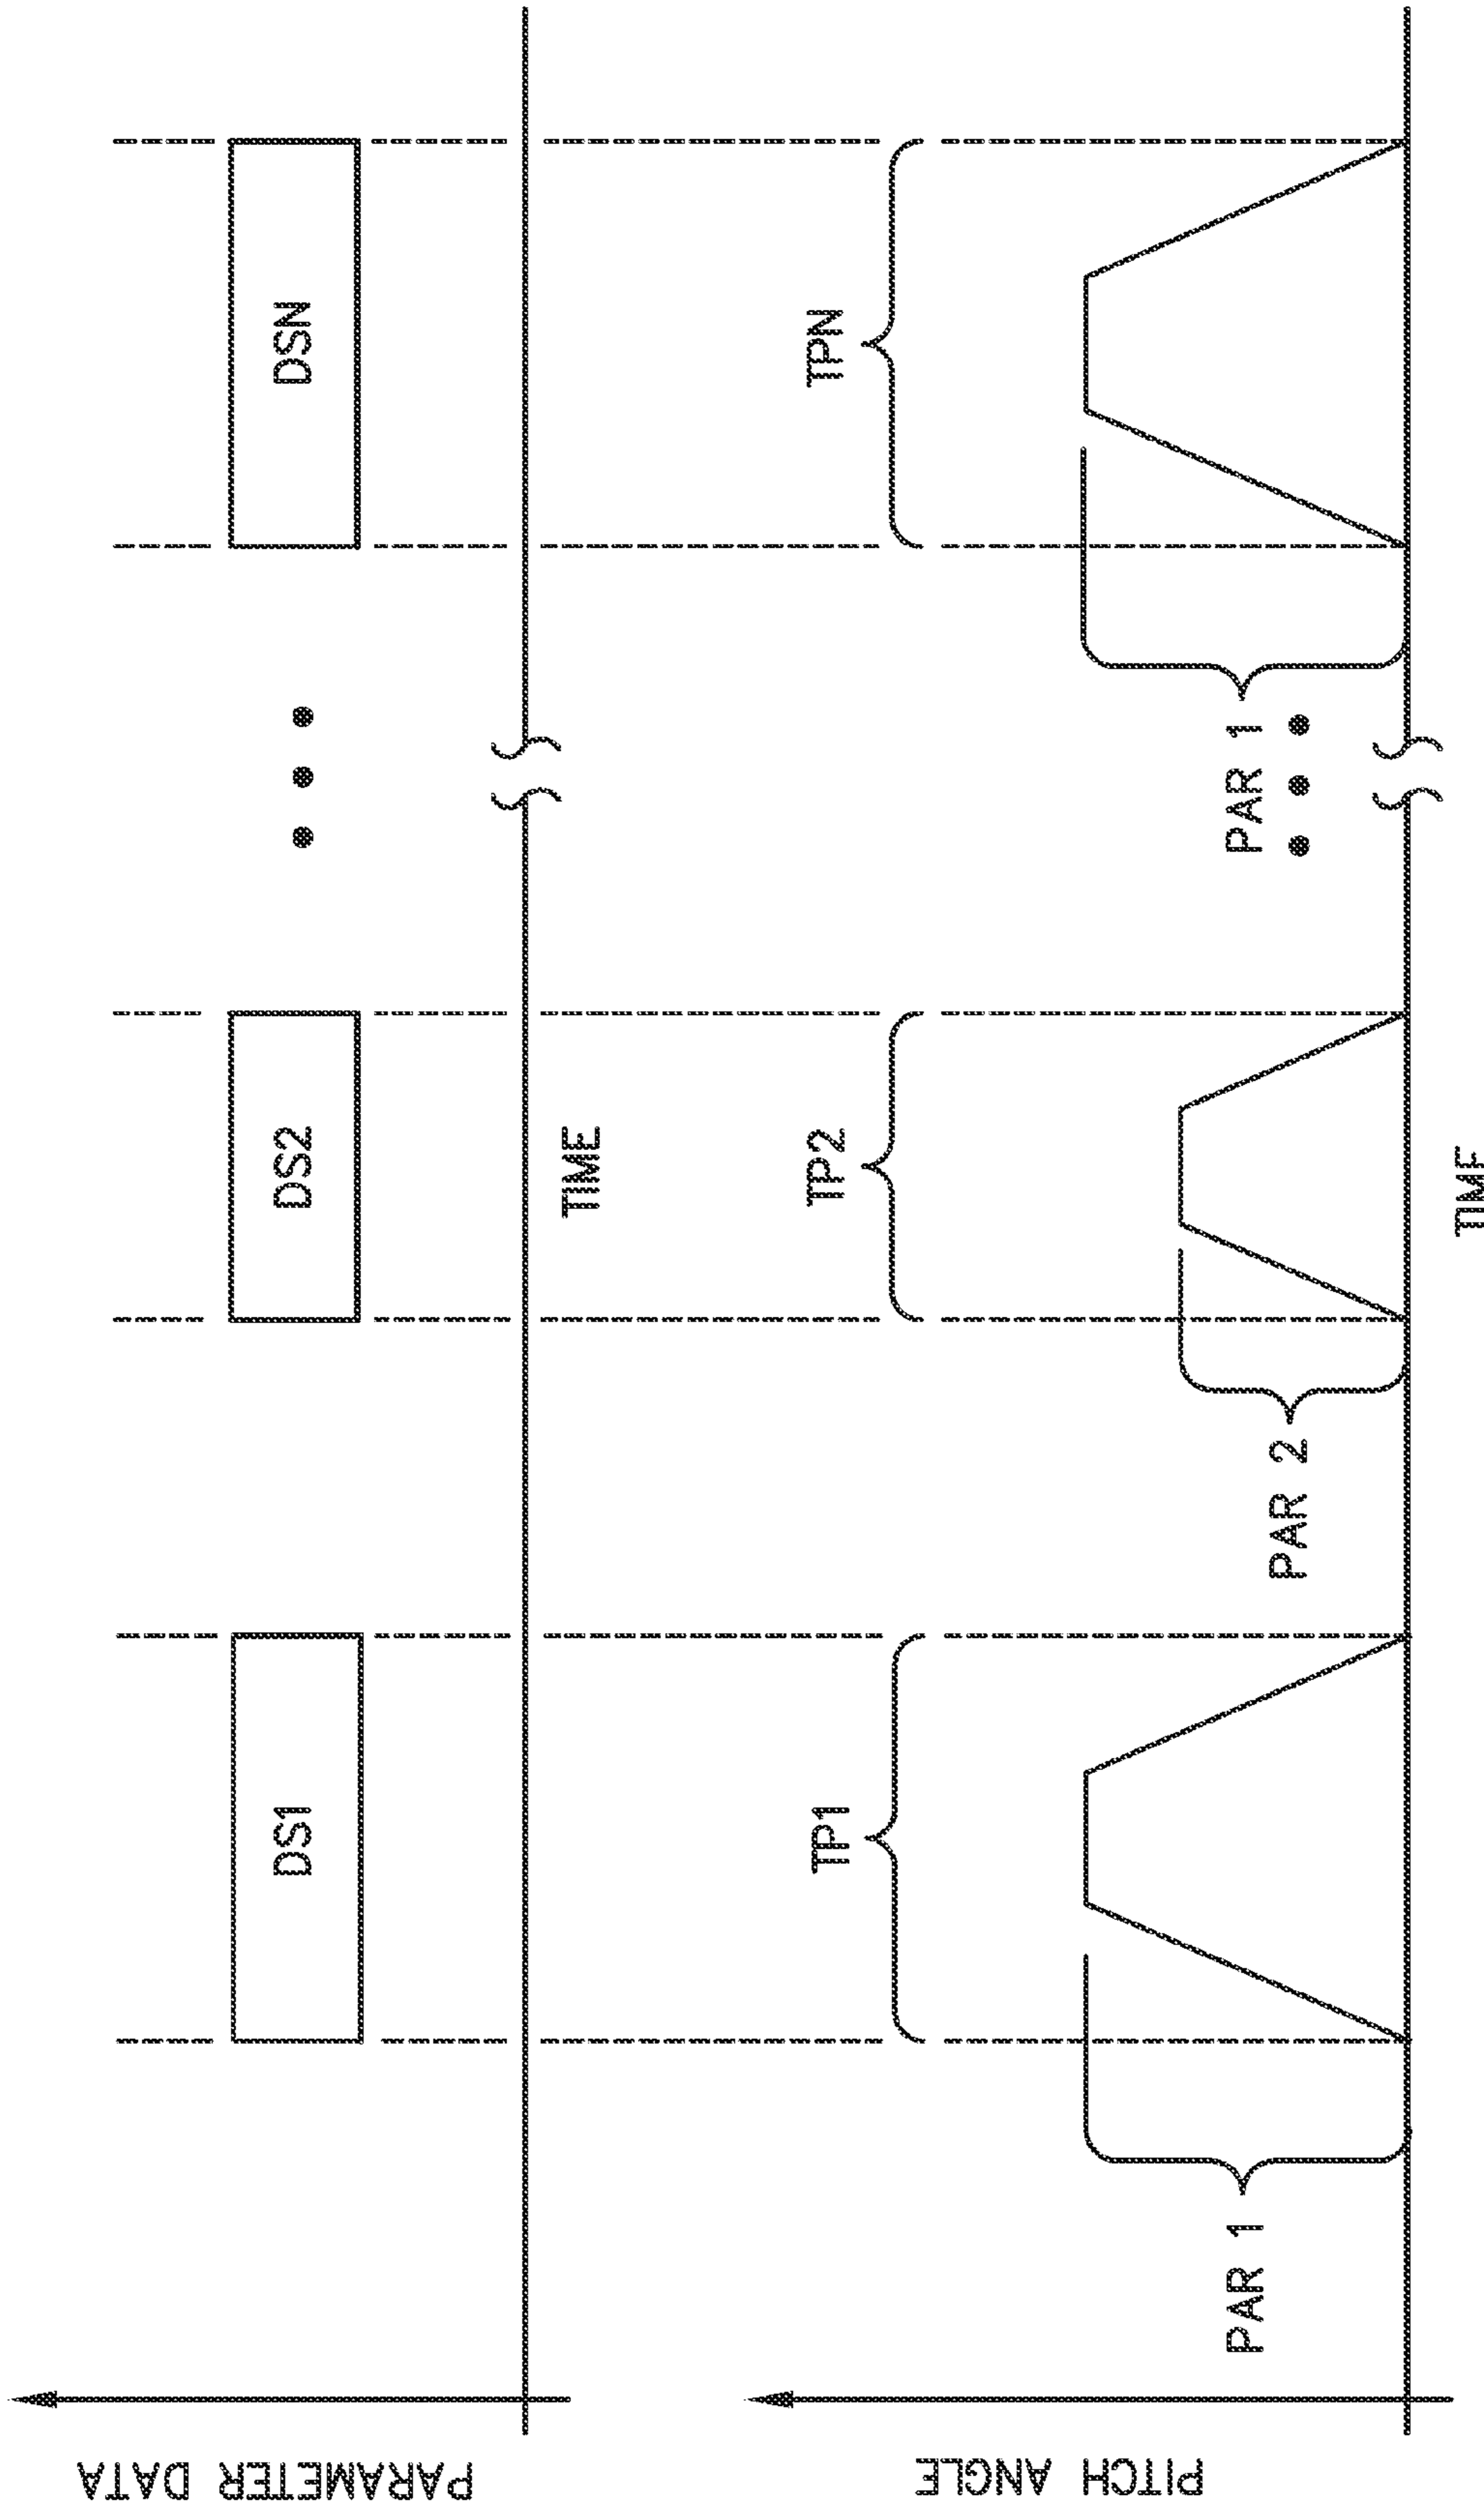 PARAMETER DATA
DS1
DS2
DSN
TIME
PITCH ANGLE
TP1
TP2
TPN
PAR 1
PAR 2
PAR 1
TIME